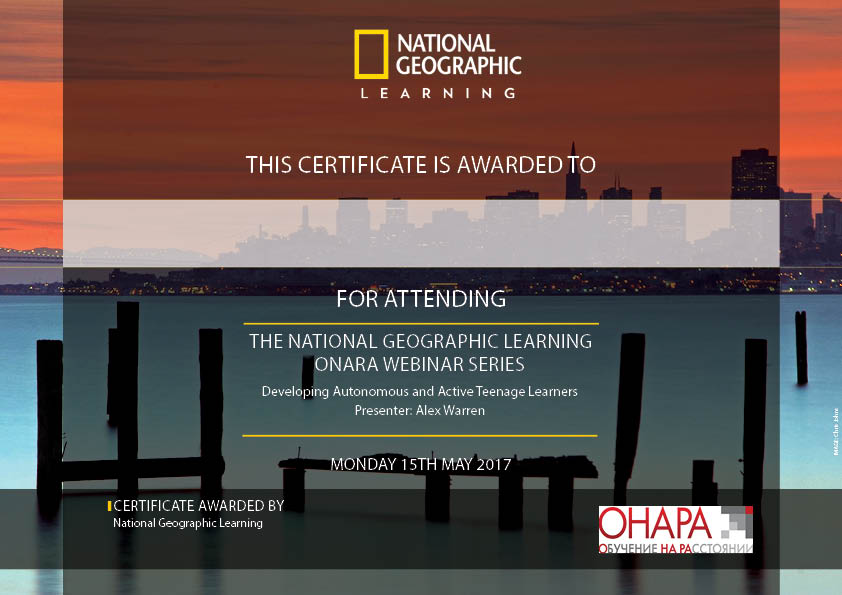 NATIONAL
GEOGRAPHIC
LEARNING
THIS CERTIFICATE IS AWARDED TO
FOR ATTENDING
THE NATIONAL GEOGRAPHIC LEARNING
ONARA WEBINAR SERIES
Developing Autonomous and Active Teenage Learners
Presenter: Alex Warren
MONDAY 15TH MAY 2017
CERTIFICATE AWARDED BY
National Geographic Learning
ОНАРА
ОБУЧЕНИЕ НА РАССТОЯНИИ